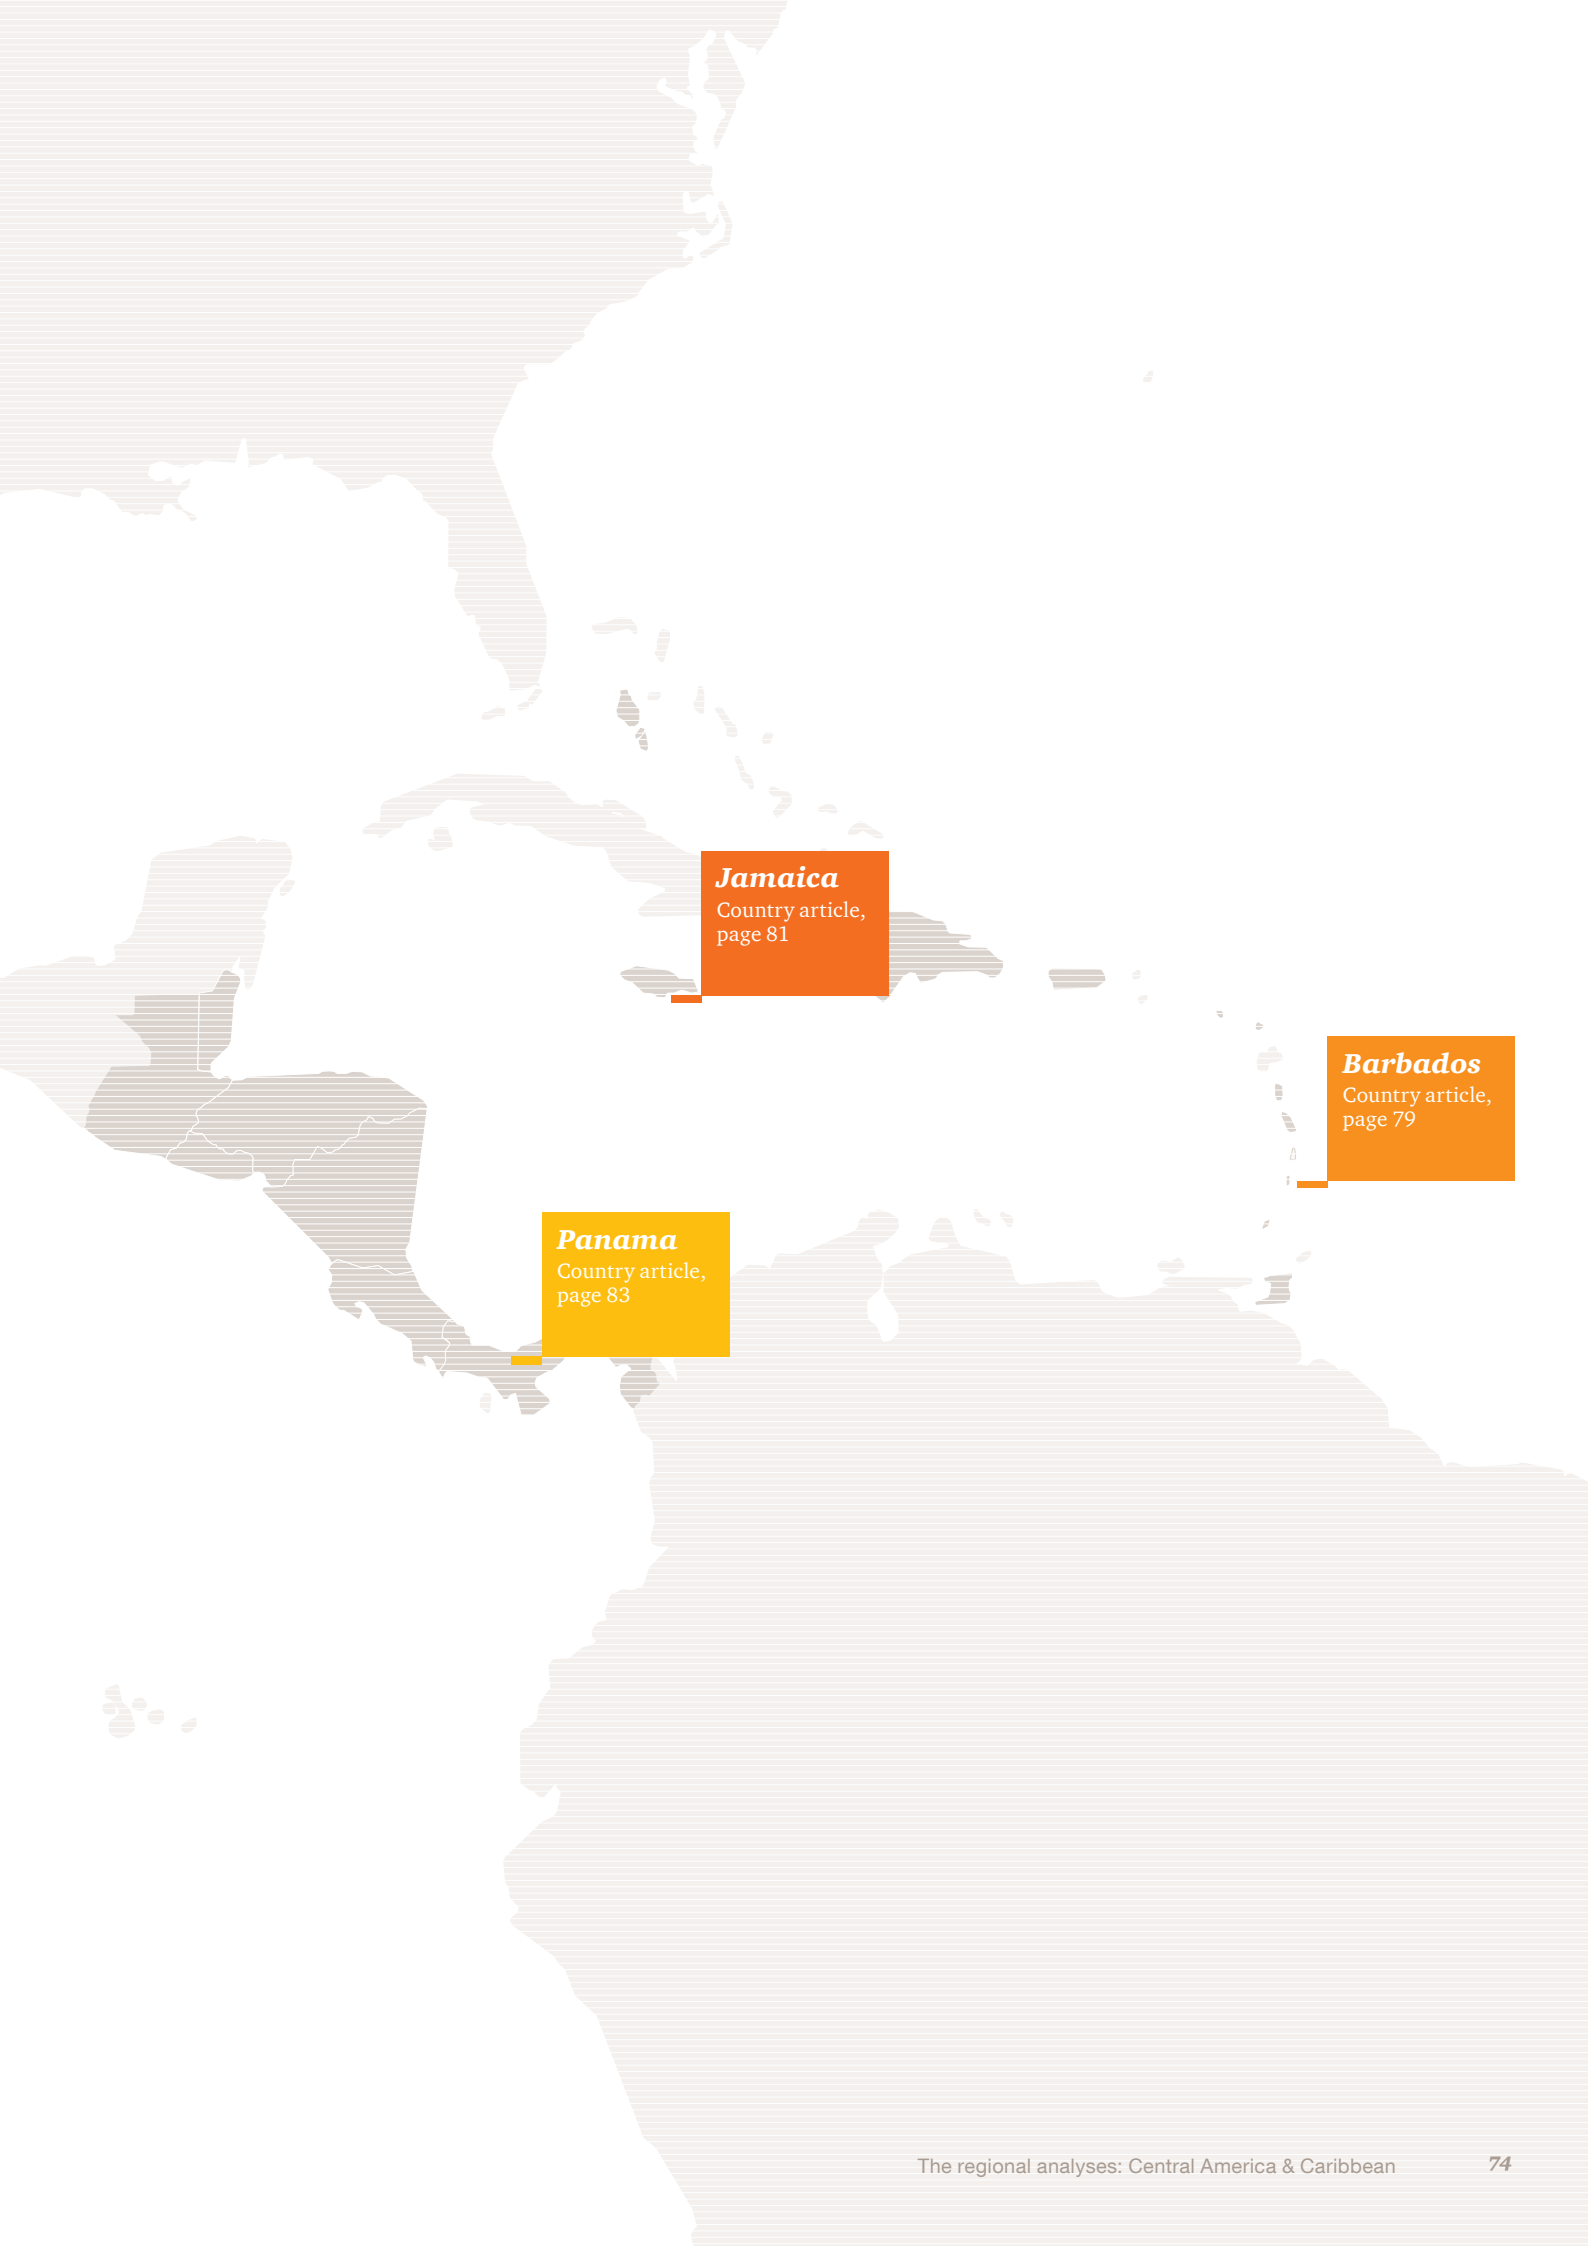 Jamaica
Country article,
page 81
Barbados
Country article,
page 79
Panama
Country article,
page 83
The regional analyses: Central America & Caribbean
74